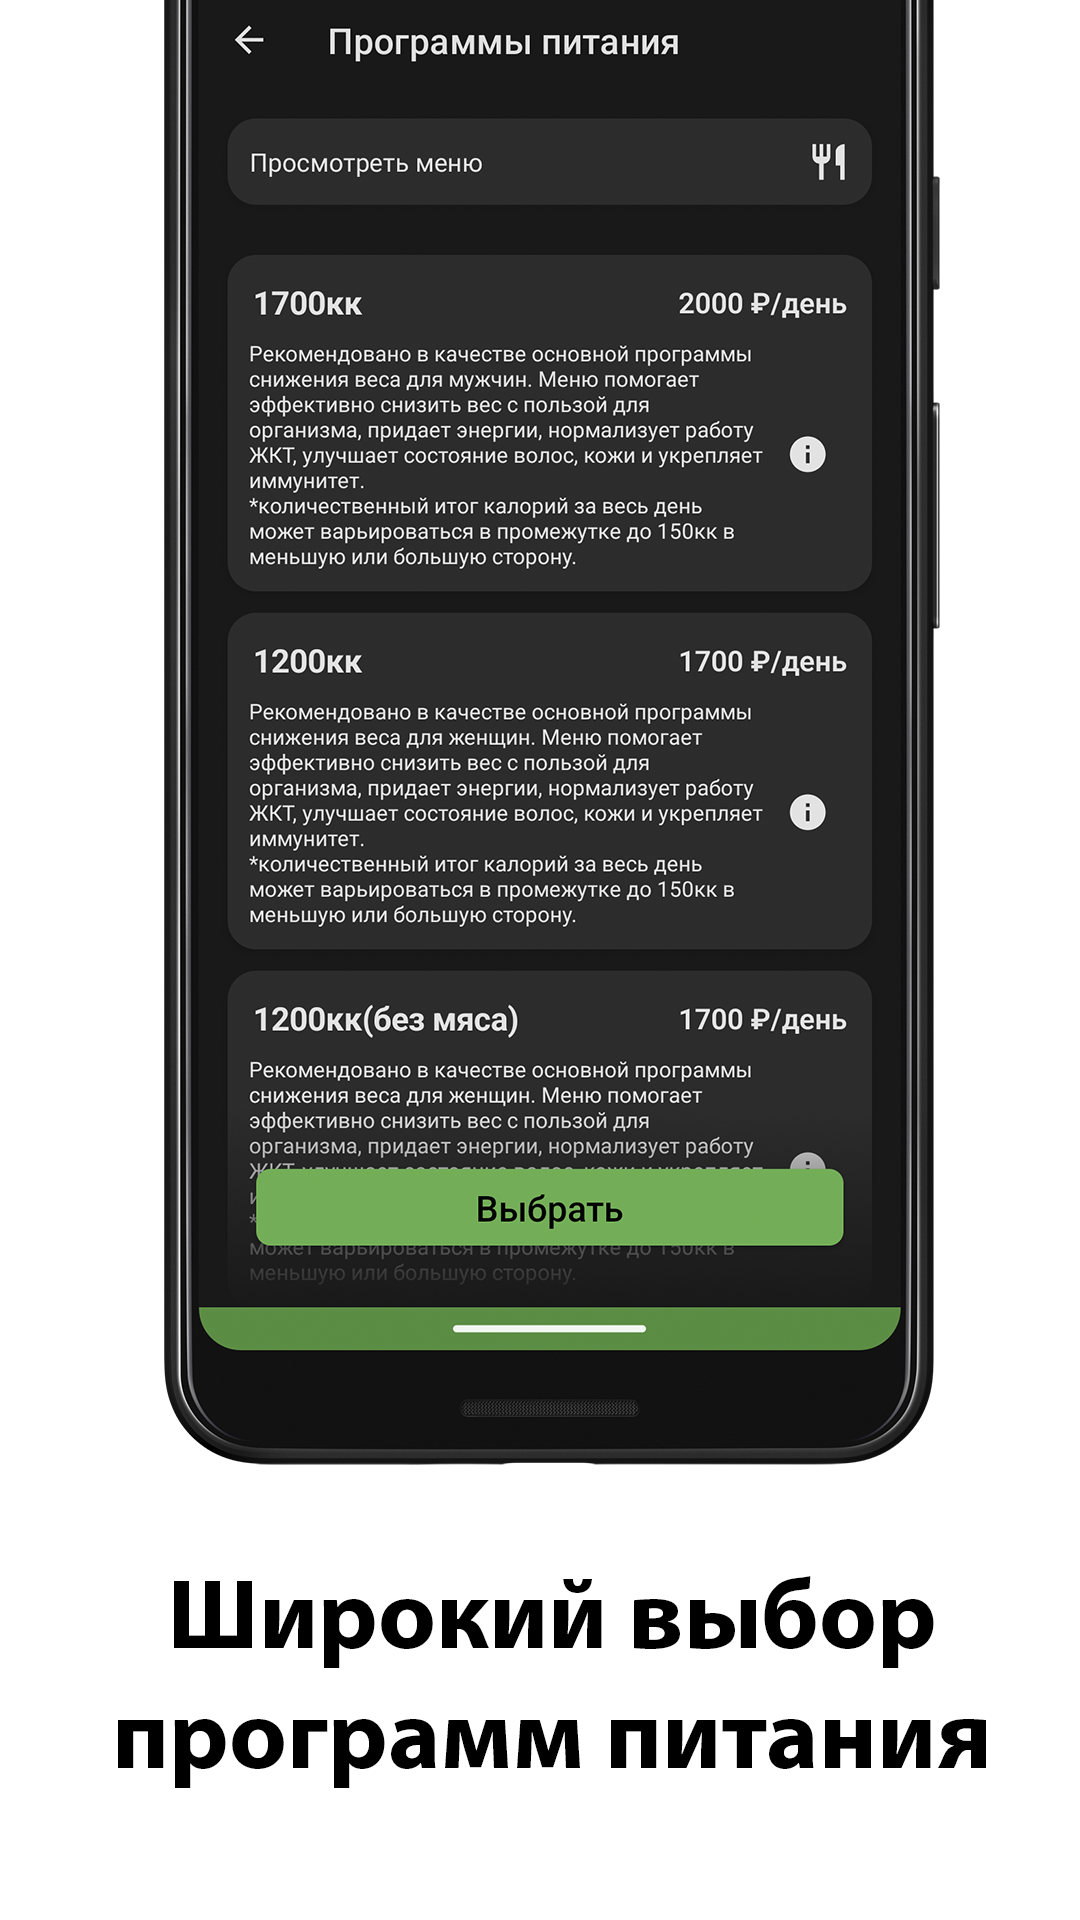 Программы питания
Просмотреть меню
1700кк
2000 ₽/день
Рекомендовано в качестве основной программы
снижения веса для мужчин. Меню помогает
эффективно снизить вес с пользой для
организма, придает энергии, нормализует работу
ЖКТ, улучшает состояние волос, кожи и укрепляет
иммунитет.
*количественный итог калорий за весь день
может варьироваться в промежутке до 150кк в
меньшую или большую сторону.
1200кк
1700 ₽/день
Рекомендовано в качестве основной программы
снижения веса для женщин. Меню помогает
эффективно снизить вес с пользой для
организма, придает энергии, нормализует работу
ЖКТ, улучшает состояние волос, кожи и укрепляет
иммунитет.
*количественный итог калорий за весь день
может варьироваться в промежутке до 150кк в
меньшую или большую сторону.
1200кк(без мяса)
1700 ₽/день
Рекомендовано в качестве основной программы
снижения веса для женщин. Меню помогает
эффективно снизить вес с пользой для
организма, придает энергии, нормализует работу
ЖКТ, улучшает состояние волос, кожи и укрепляет
Выбрать
может варьироваться в промежутке до 150кк в
меньшую или большую сторону.
Широкий выбор
программ питания